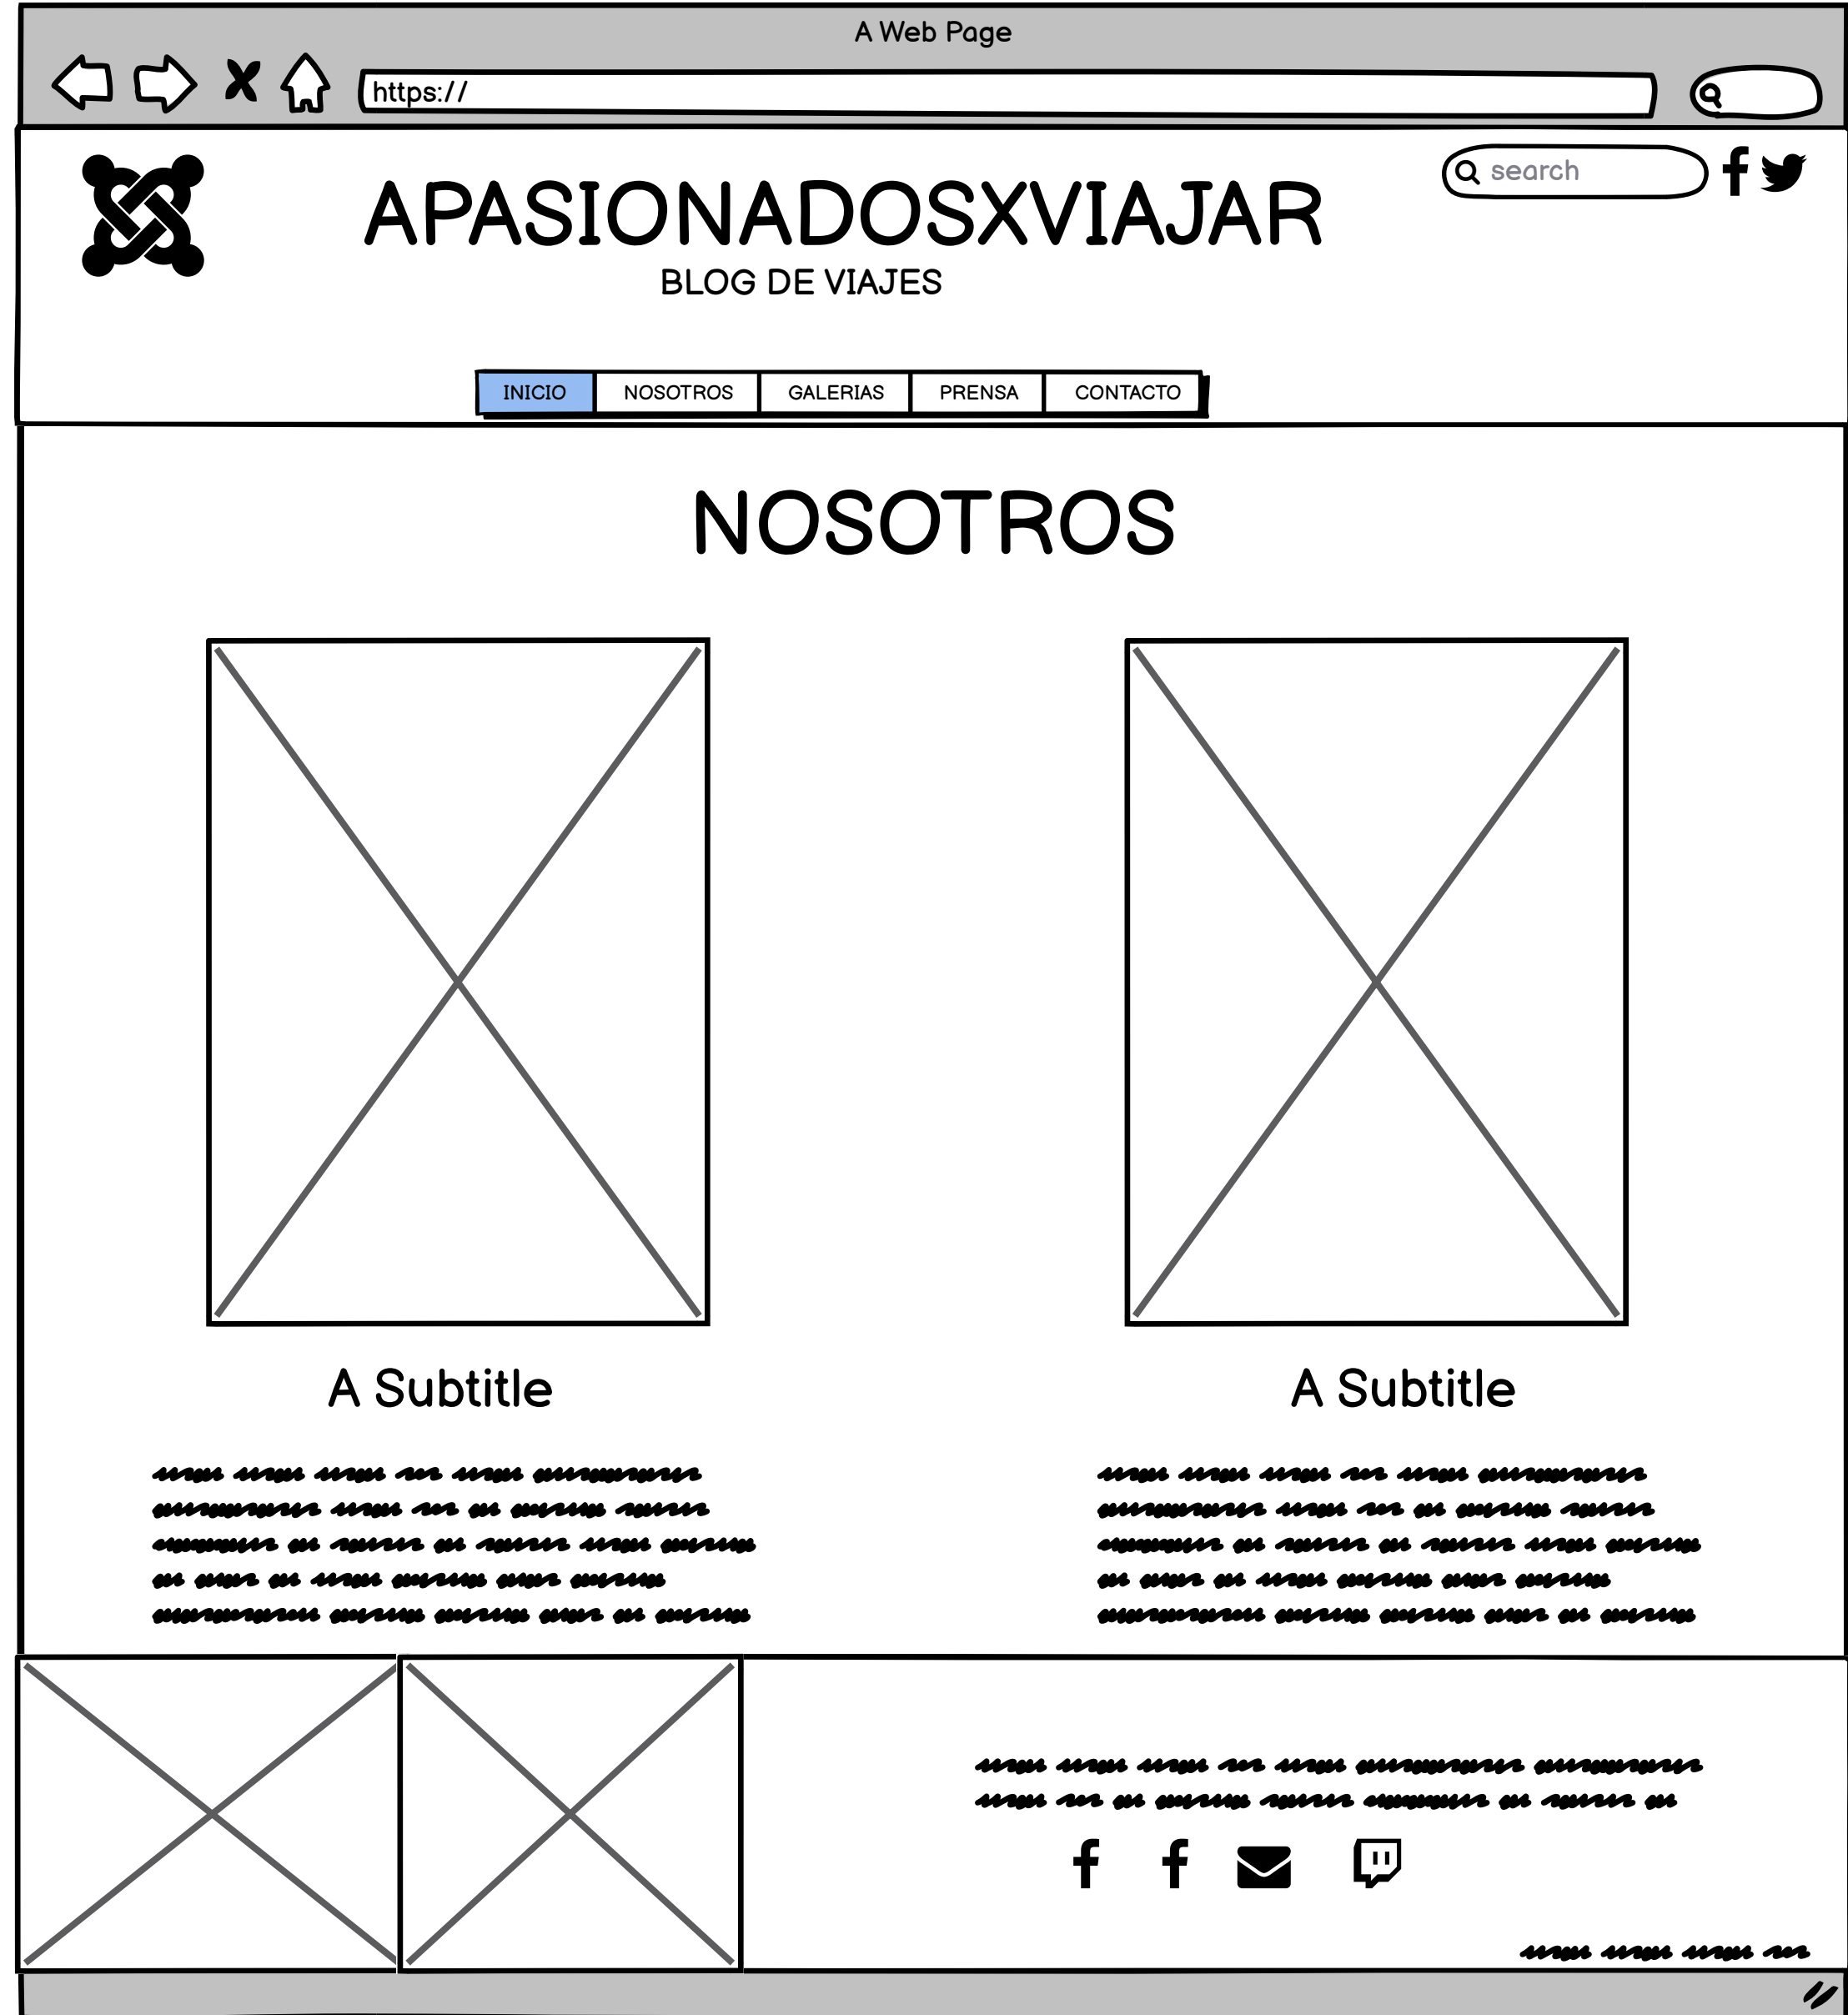 A Web Page
https://
search
APASIONADOSXVIAJAR
BLOG DE VIAJES
INICIO NOSOTROS GALERIAS PRENSA CONTACTO
NOSOTROS
A Subtitle
A Subtitle